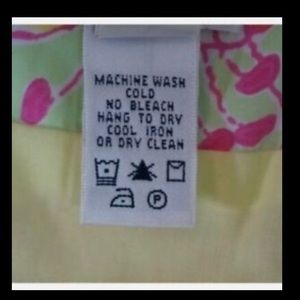 MACHINE WASH
COLD
NO BLEACH
HANG TO DRY
COOL IRON
OR DRY CLEAN
P